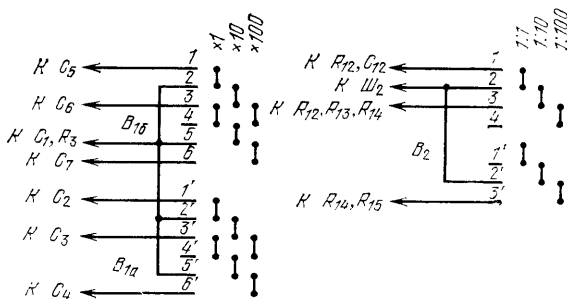 ×1 ×10 ×100
К C5 1
2
К C6 3
В1б 4
К C1, R3 5
К C7 6
К C2 1'
2'
К C3 3'
4'
В1а 5'
К C4 6'
1:1 1:10 1:100
К R12, C12 1
К Ш2 2
К R12, R13, R14 3
4
В2 1'
2'
К R14, R15 3'